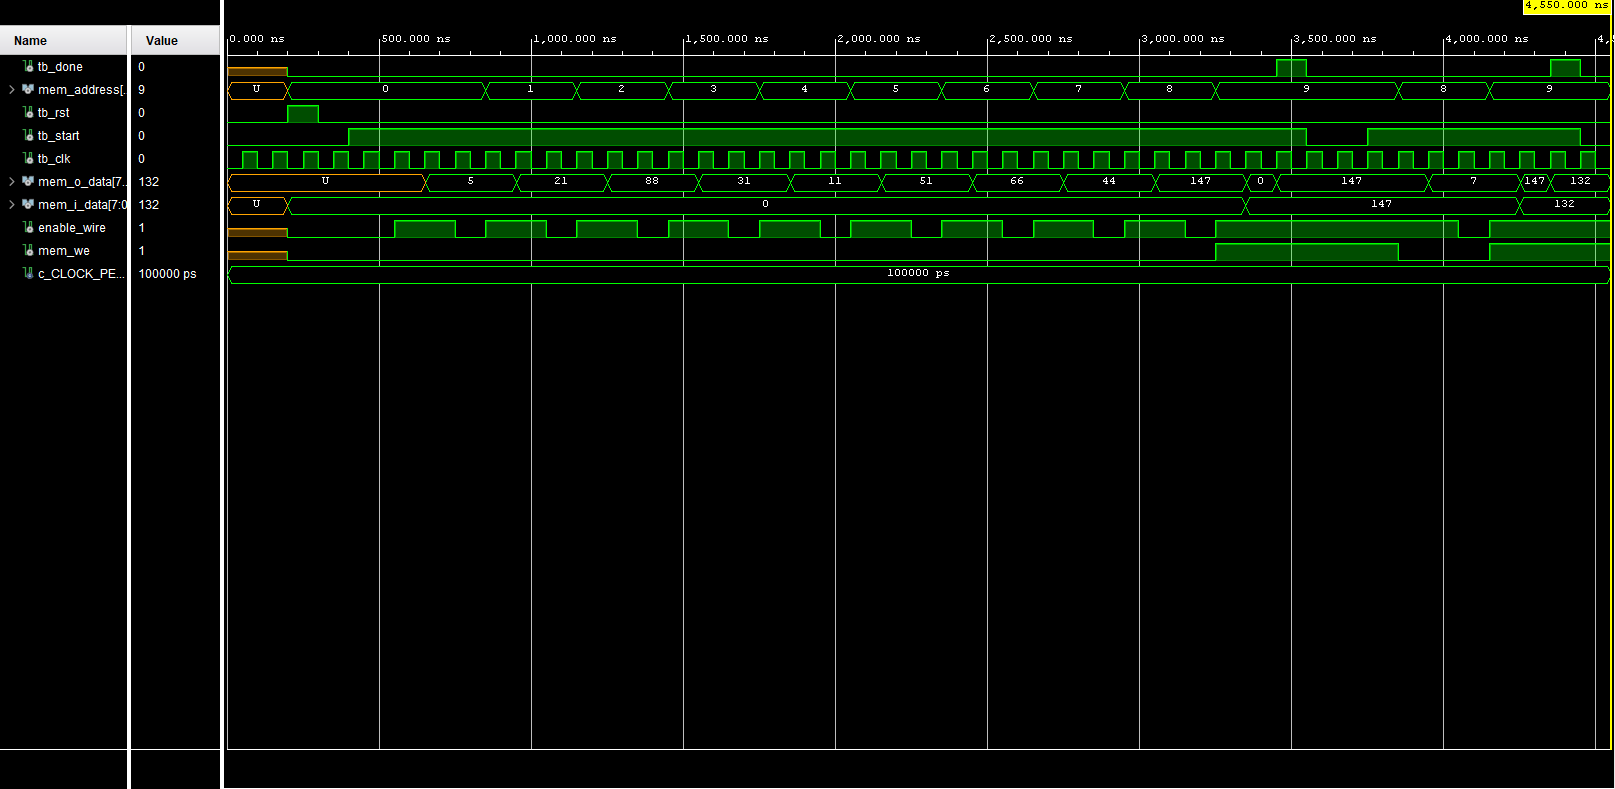 4,550.000 ns
Name Value
0.000 ns 500.000 ns 1,000.000 ns 1,500.000 ns 2,000.000 ns 2,500.000 ns 3,000.000 ns 3,500.000 ns 4,000.000 ns 4,5
tb_done 0
mem_address[. 9 U 0 1 2 3 4 5 6 7 8 9 8 9
tb_rst 0
tb_start 0
tb_clk 0
mem_o_data[7.. 132 U 5 21 88 31 11 51 66 44 147 0 147 7 147 132
mem_i_data[7:0 132 U 0 147 132
enable_wire 1
mem_we 1
c_CLOCK_PE... 100000 ps 100000 ps